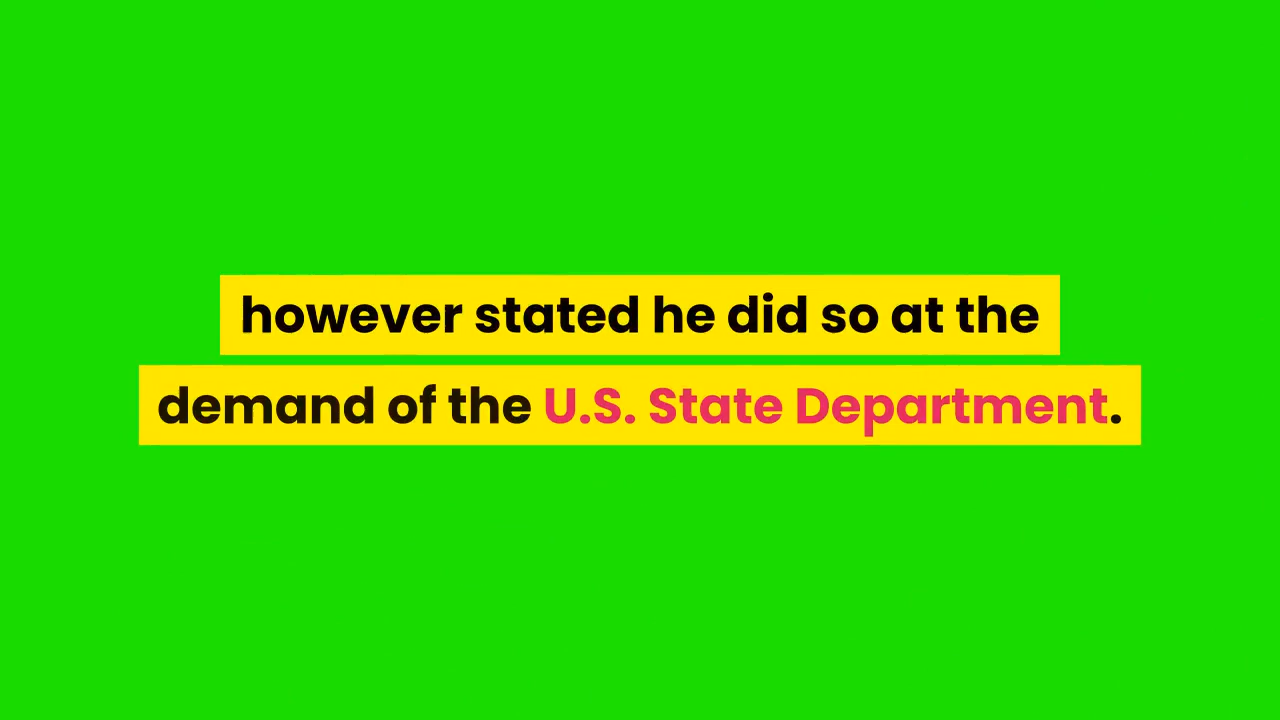 however stated he did so at the
demand of the U.S. State Department.